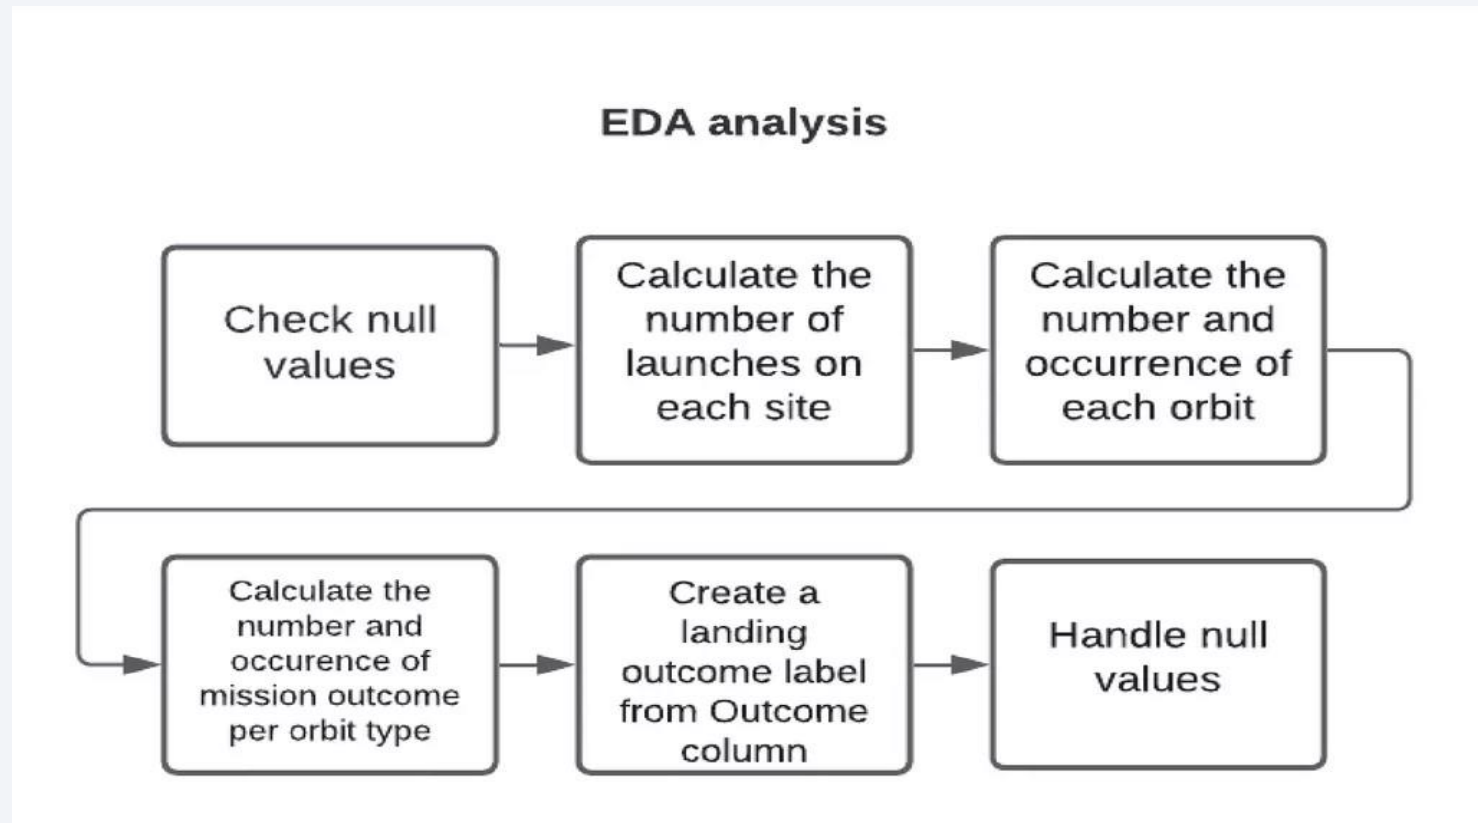 EDA analysis
Check null
values
Calculate the
number of
launches on
each site
Calculate the
number and
occurrence of
each orbit
Calculate the
number and
occurence of
mission outcome
per orbit type
Create a
landing
outcome label
from Outcome
column
Handle null
values